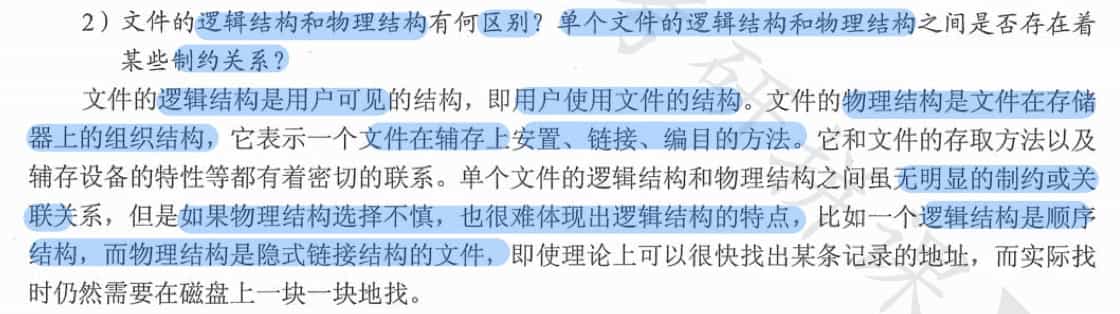 2）文件的逻辑结构和物理结构有何区别？单个文件的逻辑结构和物理结构之间是否存在着
某些制约关系？
文件的逻辑结构是用户可见的结构，即用户使用文件的结构。文件的物理结构是文件在存储
器上的组织结构，它表示一个文件在辅存上安置、链接、编目的方法。它和文件的存取方法以及
辅存设备的特性等都有着密切的联系。单个文件的逻辑结构和物理结构之间虽无明显的制约或关
联关系，但是如果物理结构选择不慎，也很难体现出逻辑结构的特点，比如一个逻辑结构是顺序
结构，而物理结构是隐式链接结构的文件，即使理论上可以很快找出某条记录的地址，而实际找
时仍然需要在磁盘上一块一块地找。